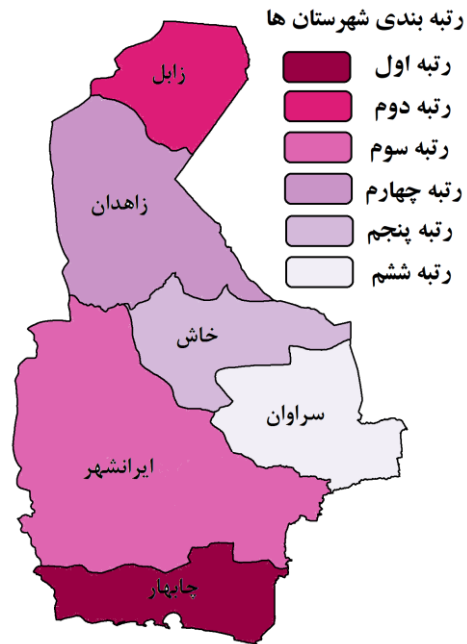 رتبه بندی شهرستان ها
رتبه اول
رتبه دوم
رتبه سوم
رتبه چهارم
رتبه پنجم
رتبه ششم
زابل
زاهدان
خاش
سراوان
ایرانشهر
چابهار